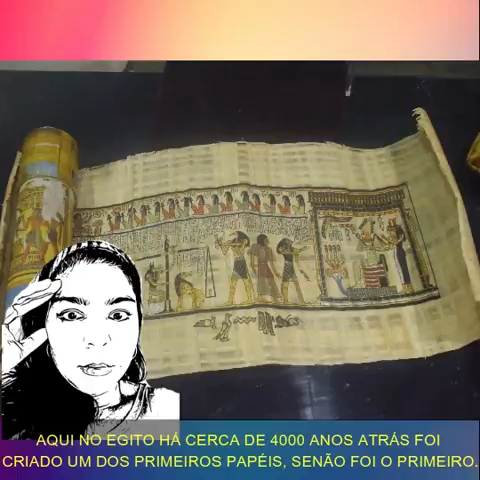 AQUI NO EGITO HÁ CERCA DE 4000 ANOS ATRÁS FOI
CRIADO UM DOS PRIMEIROS PAPÉIS, SENÃO FOI O PRIMEIRO.